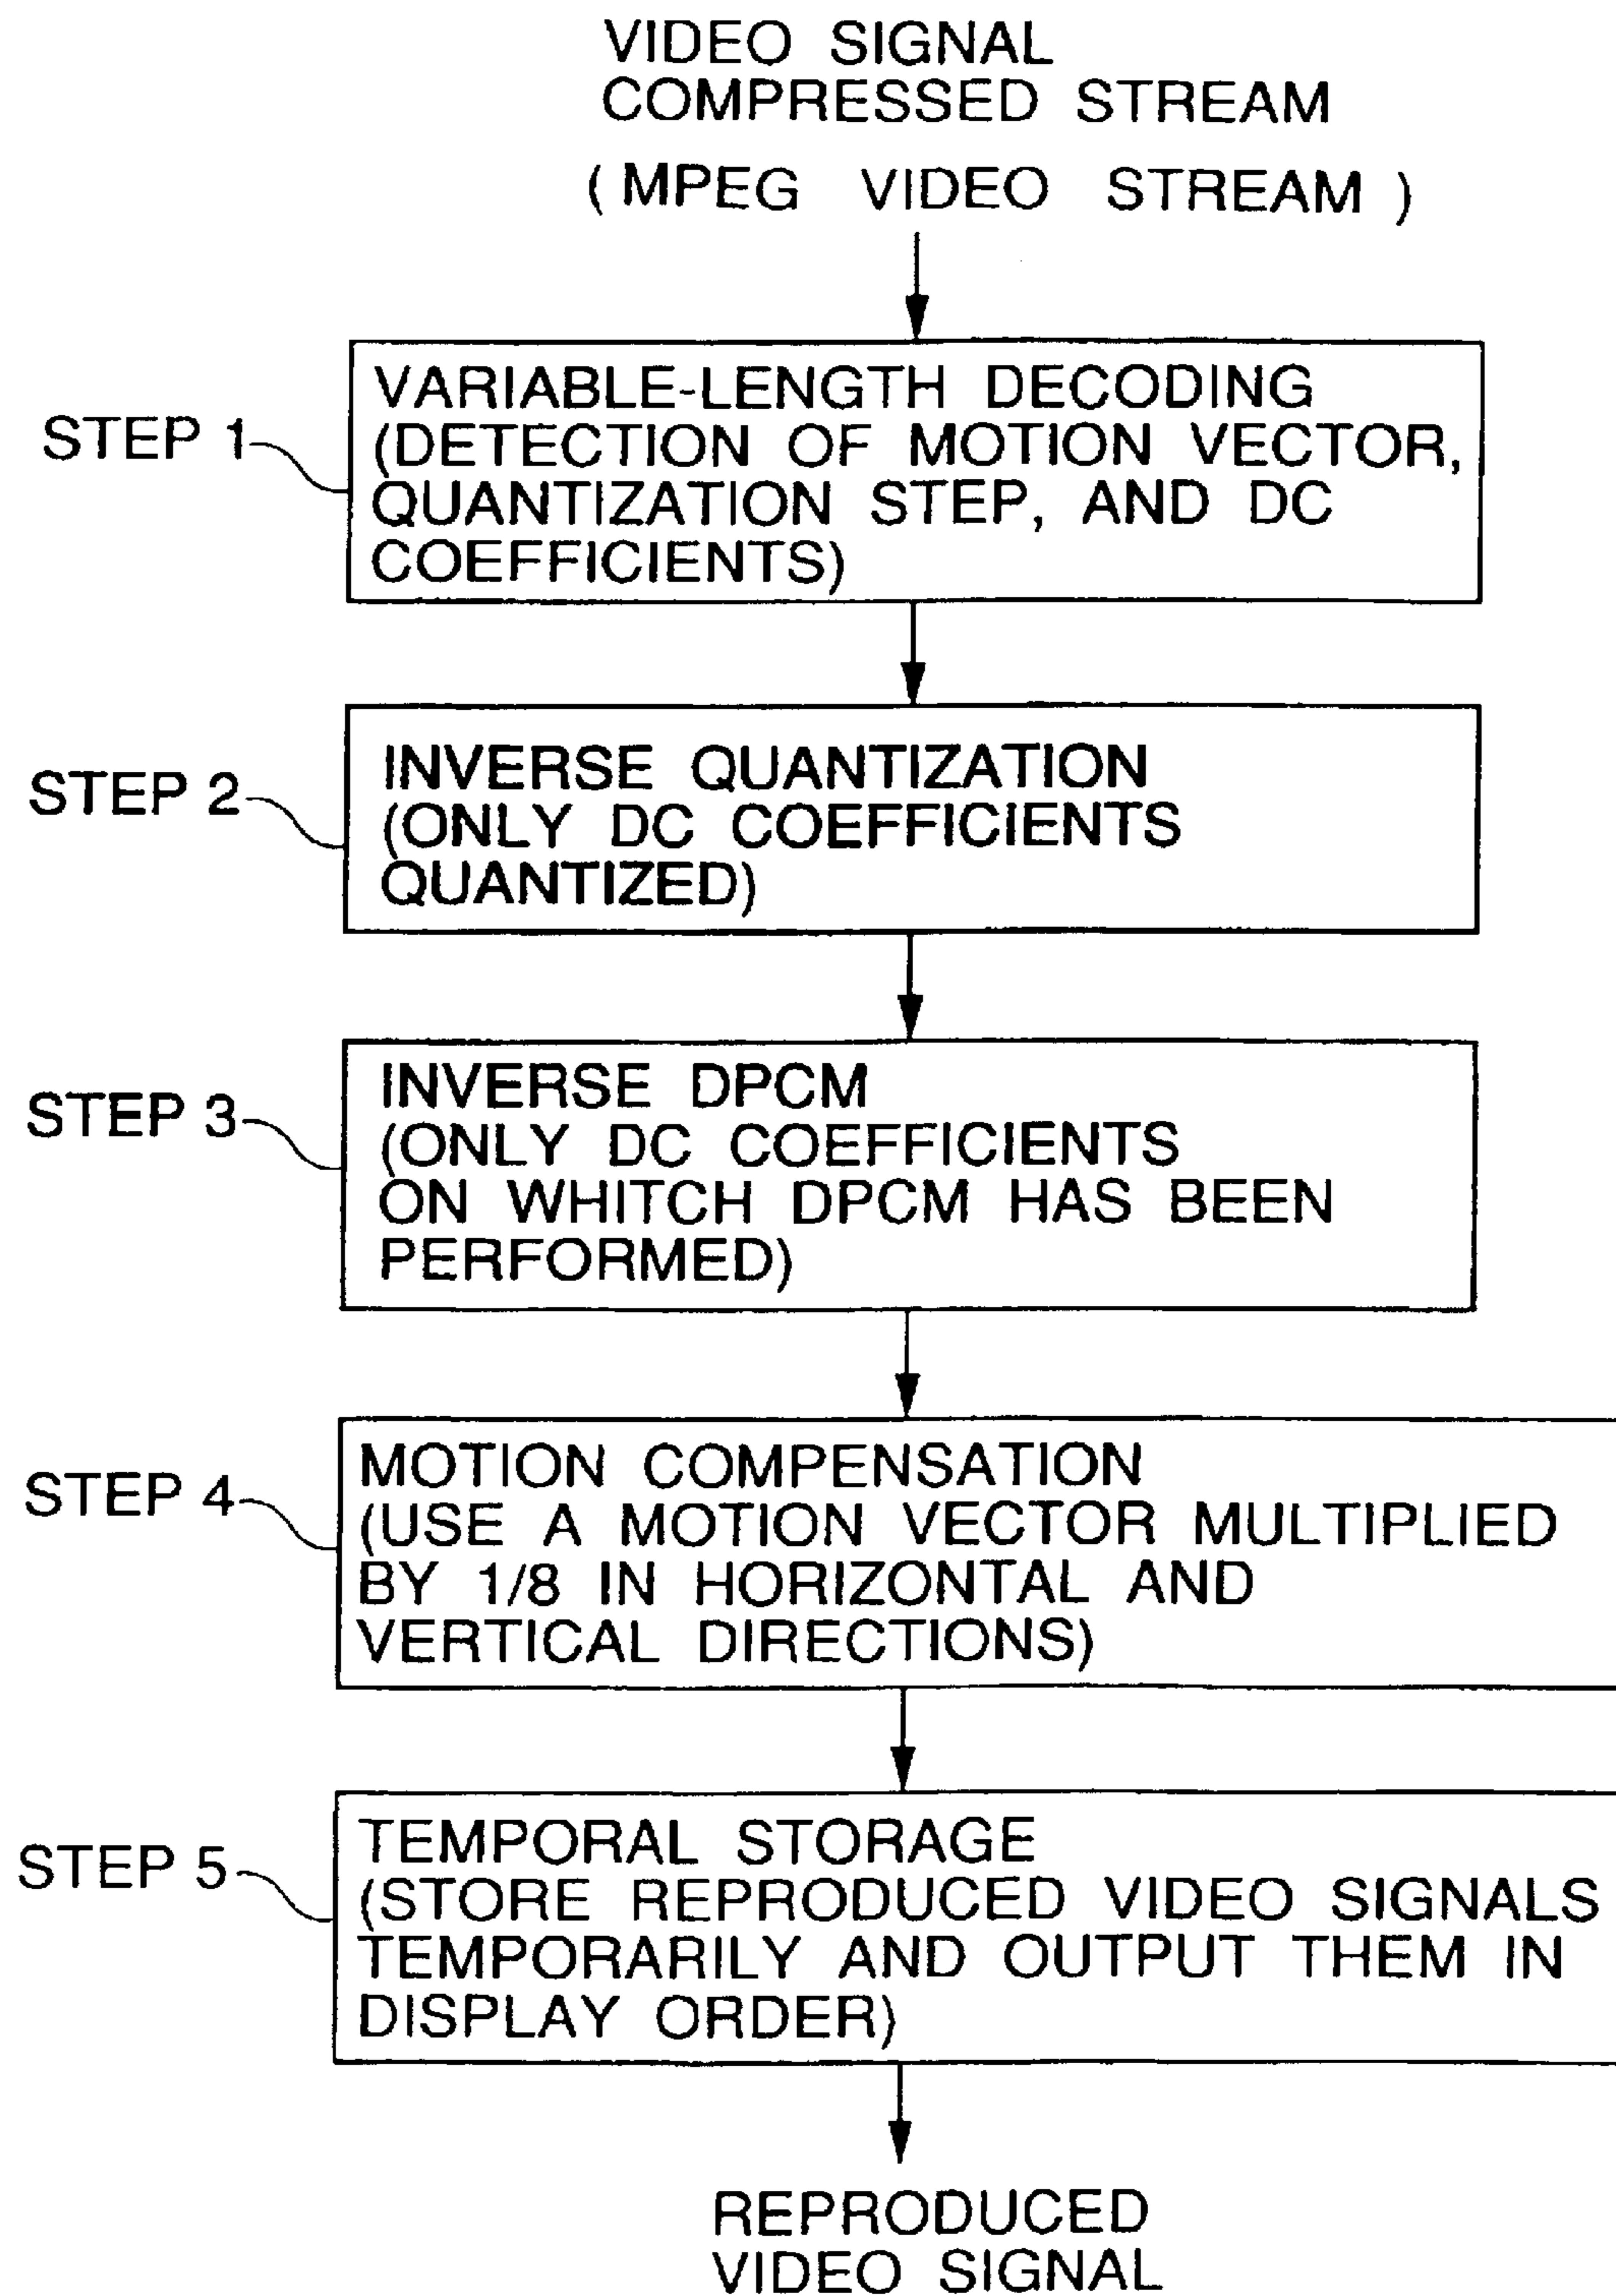 VIDEO SIGNAL
COMPRESSED STREAM
( MPEG VIDEO STREAM )
STEP 1
VARIABLE-LENGTH DECODING
(DETECTION OF MOTION VECTOR,
QUANTIZATION STEP, AND DC
COEFFICIENTS)
STEP 2
INVERSE QUANTIZATION
(ONLY DC COEFFICIENTS
QUANTIZED)
STEP 3
INVERSE DPCM
(ONLY DC COEFFICIENTS
ON WHITCH DPCM HAS BEEN
PERFORMED)
STEP 4
MOTION COMPENSATION
(USE A MOTION VECTOR MULTIPLIED
BY 1/8 IN HORIZONTAL AND
VERTICAL DIRECTIONS)
STEP 5
TEMPORAL STORAGE
(STORE REPRODUCED VIDEO SIGNALS
TEMPORARILY AND OUTPUT THEM IN
DISPLAY ORDER)
REPRODUCED
VIDEO SIGNAL